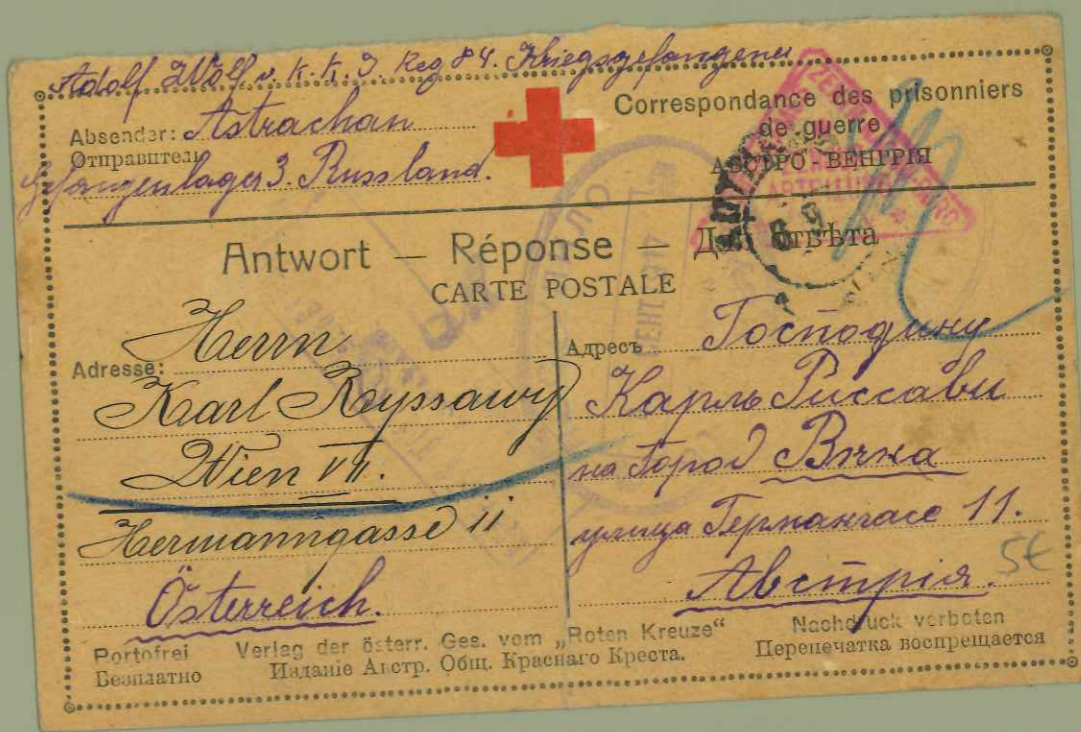 Adolf Wolf v. K. K. I. Reg 84. Kriegsgefangener
Absender: Astrachan
Отправитель
Gefangenlager 3. Russland.
Correspondance des prisonniers
de guerre
АВСТРО-ВЕНГРІЯ
Antwort — Réponse — Для Отвѣта
CARTE POSTALE
Adresse: Herrn
Karl Ryssawy
Wien VII.
Hermanngasse 11
Österreich.
Адресъ Господину
Карль Риссави
на Город Вѣна
улица Германгасе 11.
Австрія.
5€
Portofrei
Безплатно
Verlag der österr. Ges. vom „Roten Kreuze“
Изданіе Австр. Общ. Краснаго Креста.
Nachdruck verboten
Перепечатка воспрещается